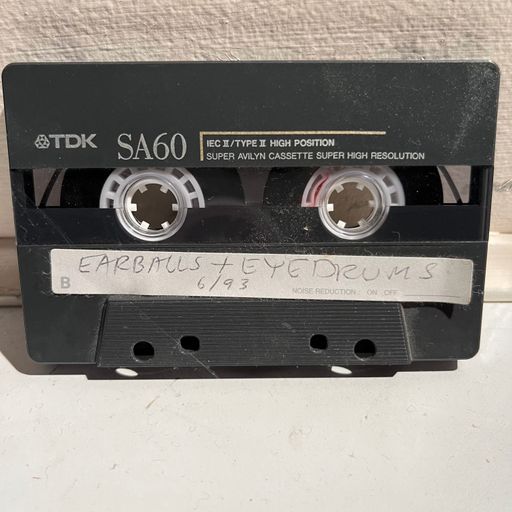 TDK SA60 IEC II/TYPE II HIGH POSITION
SUPER AVILYN CASSETTE SUPER HIGH RESOLUTION
EARBALLS + EYEDRUMS
6/93
B NOISE REDUCTION: ON OFF